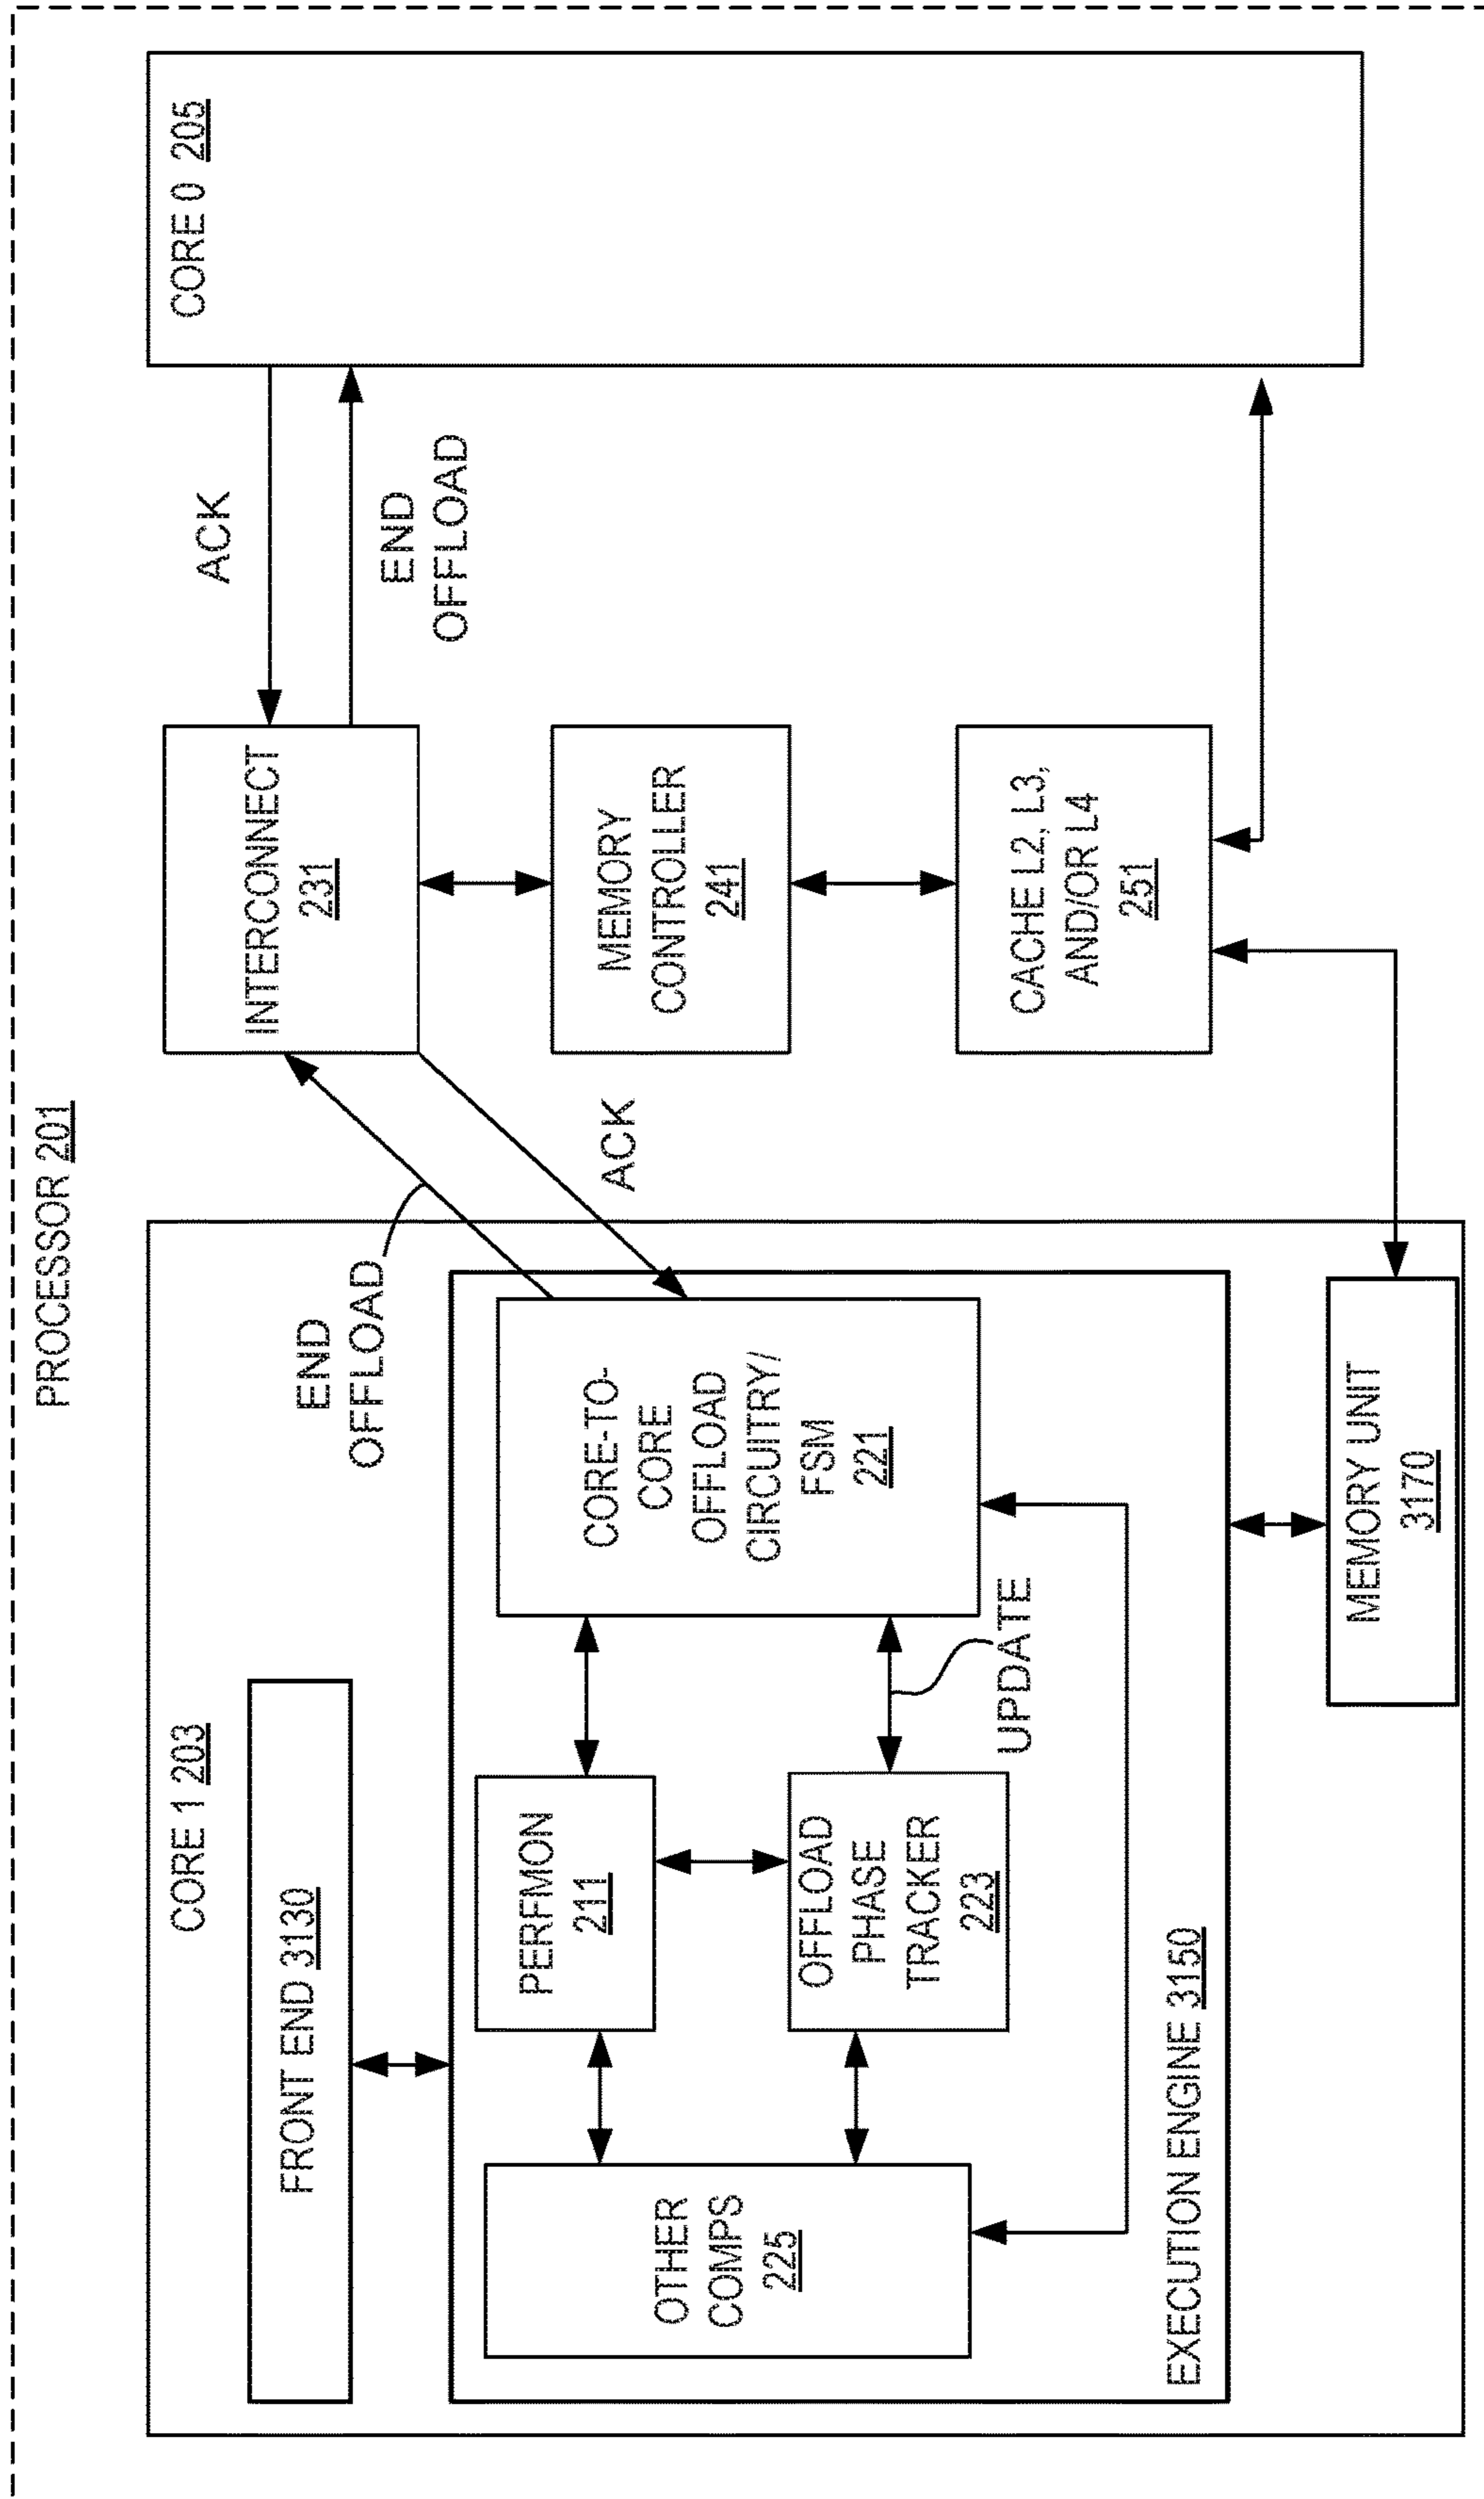 PROCESSOR 201
CORE 1 203
FRONT END 3130
OTHER
COMPS
225
PERFMON
211
OFFLOAD
PHASE
TRACKER
223
CORE-TO-
CORE
OFFLOAD
CIRCUITRY/
FSM
221
UPDATE
EXECUTION ENGINE 3150
MEMORY UNIT
3170
END
OFFLOAD
ACK
INTERCONNECT
231
MEMORY
CONTROLLER
241
CACHE L2, L3,
AND/OR L4
251
ACK
END
OFFLOAD
CORE 0 205